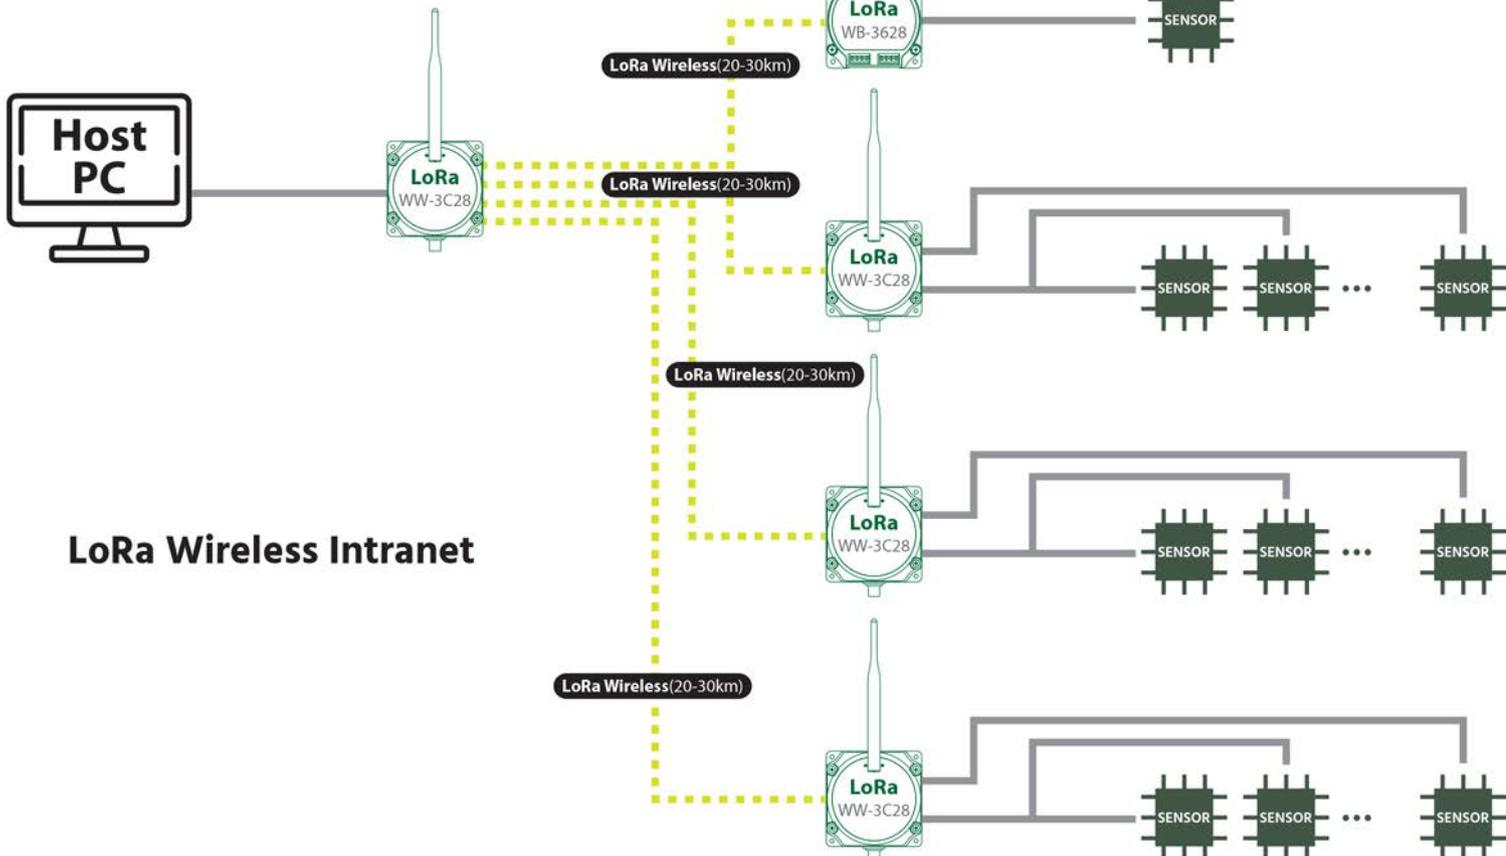 LoRa
WB-3628
SENSOR
LoRa Wireless(20-30km)
Host
PC
LoRa
WW-3C28
LoRa Wireless(20-30km)
LoRa
WW-3C28
SENSOR
SENSOR
SENSOR
LoRa Wireless(20-30km)
LoRa
WW-3C28
SENSOR
SENSOR
SENSOR
LoRa Wireless Intranet
LoRa Wireless(20-30km)
LoRa
WW-3C28
SENSOR
SENSOR
SENSOR